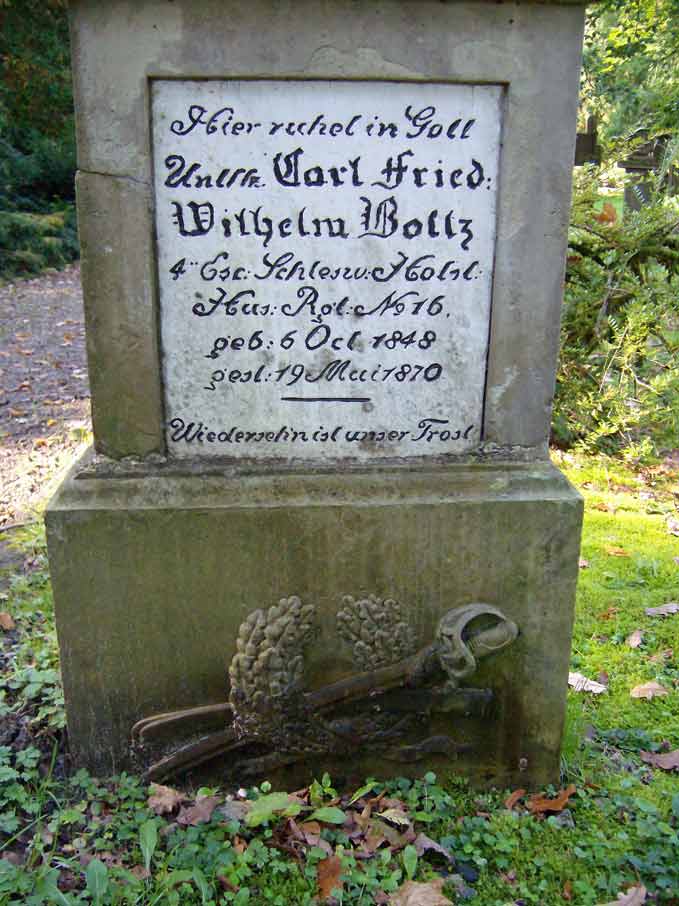 Hier ruhet in Gott
Untffz. Carl Fried:
Wilhelm Boltz
4te Esc: Schlesw: Holst:
Hus: Rgt: No 16.
geb: 6 Oct 1848
gest: 19 Mai 1870
Wiedersehn ist unser Trost